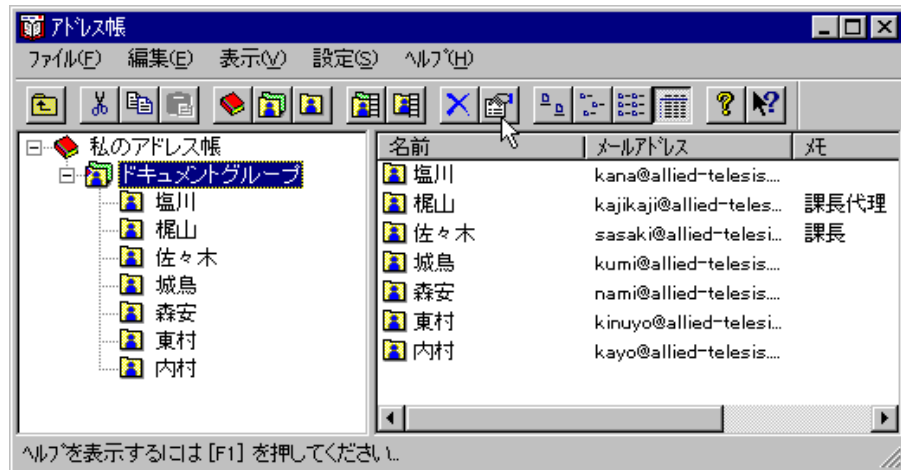 アドレス帳
ファイル(F) 編集(E) 表示(V) 設定(S) ヘルプ(H)
私のアドレス帳
ドキュメントグループ
塩川
梶山
佐々木
城島
森安
東村
内村
名前 メールアドレス メモ
塩川 kana@allied-telesis....
梶山 kajikaji@allied-teles... 課長代理
佐々木 sasaki@allied-telesi... 課長
城島 kumi@allied-telesis....
森安 nami@allied-telesis....
東村 kinuyo@allied-telesi...
内村 kayo@allied-telesis....
ヘルプを表示するには [F1] を押してください。